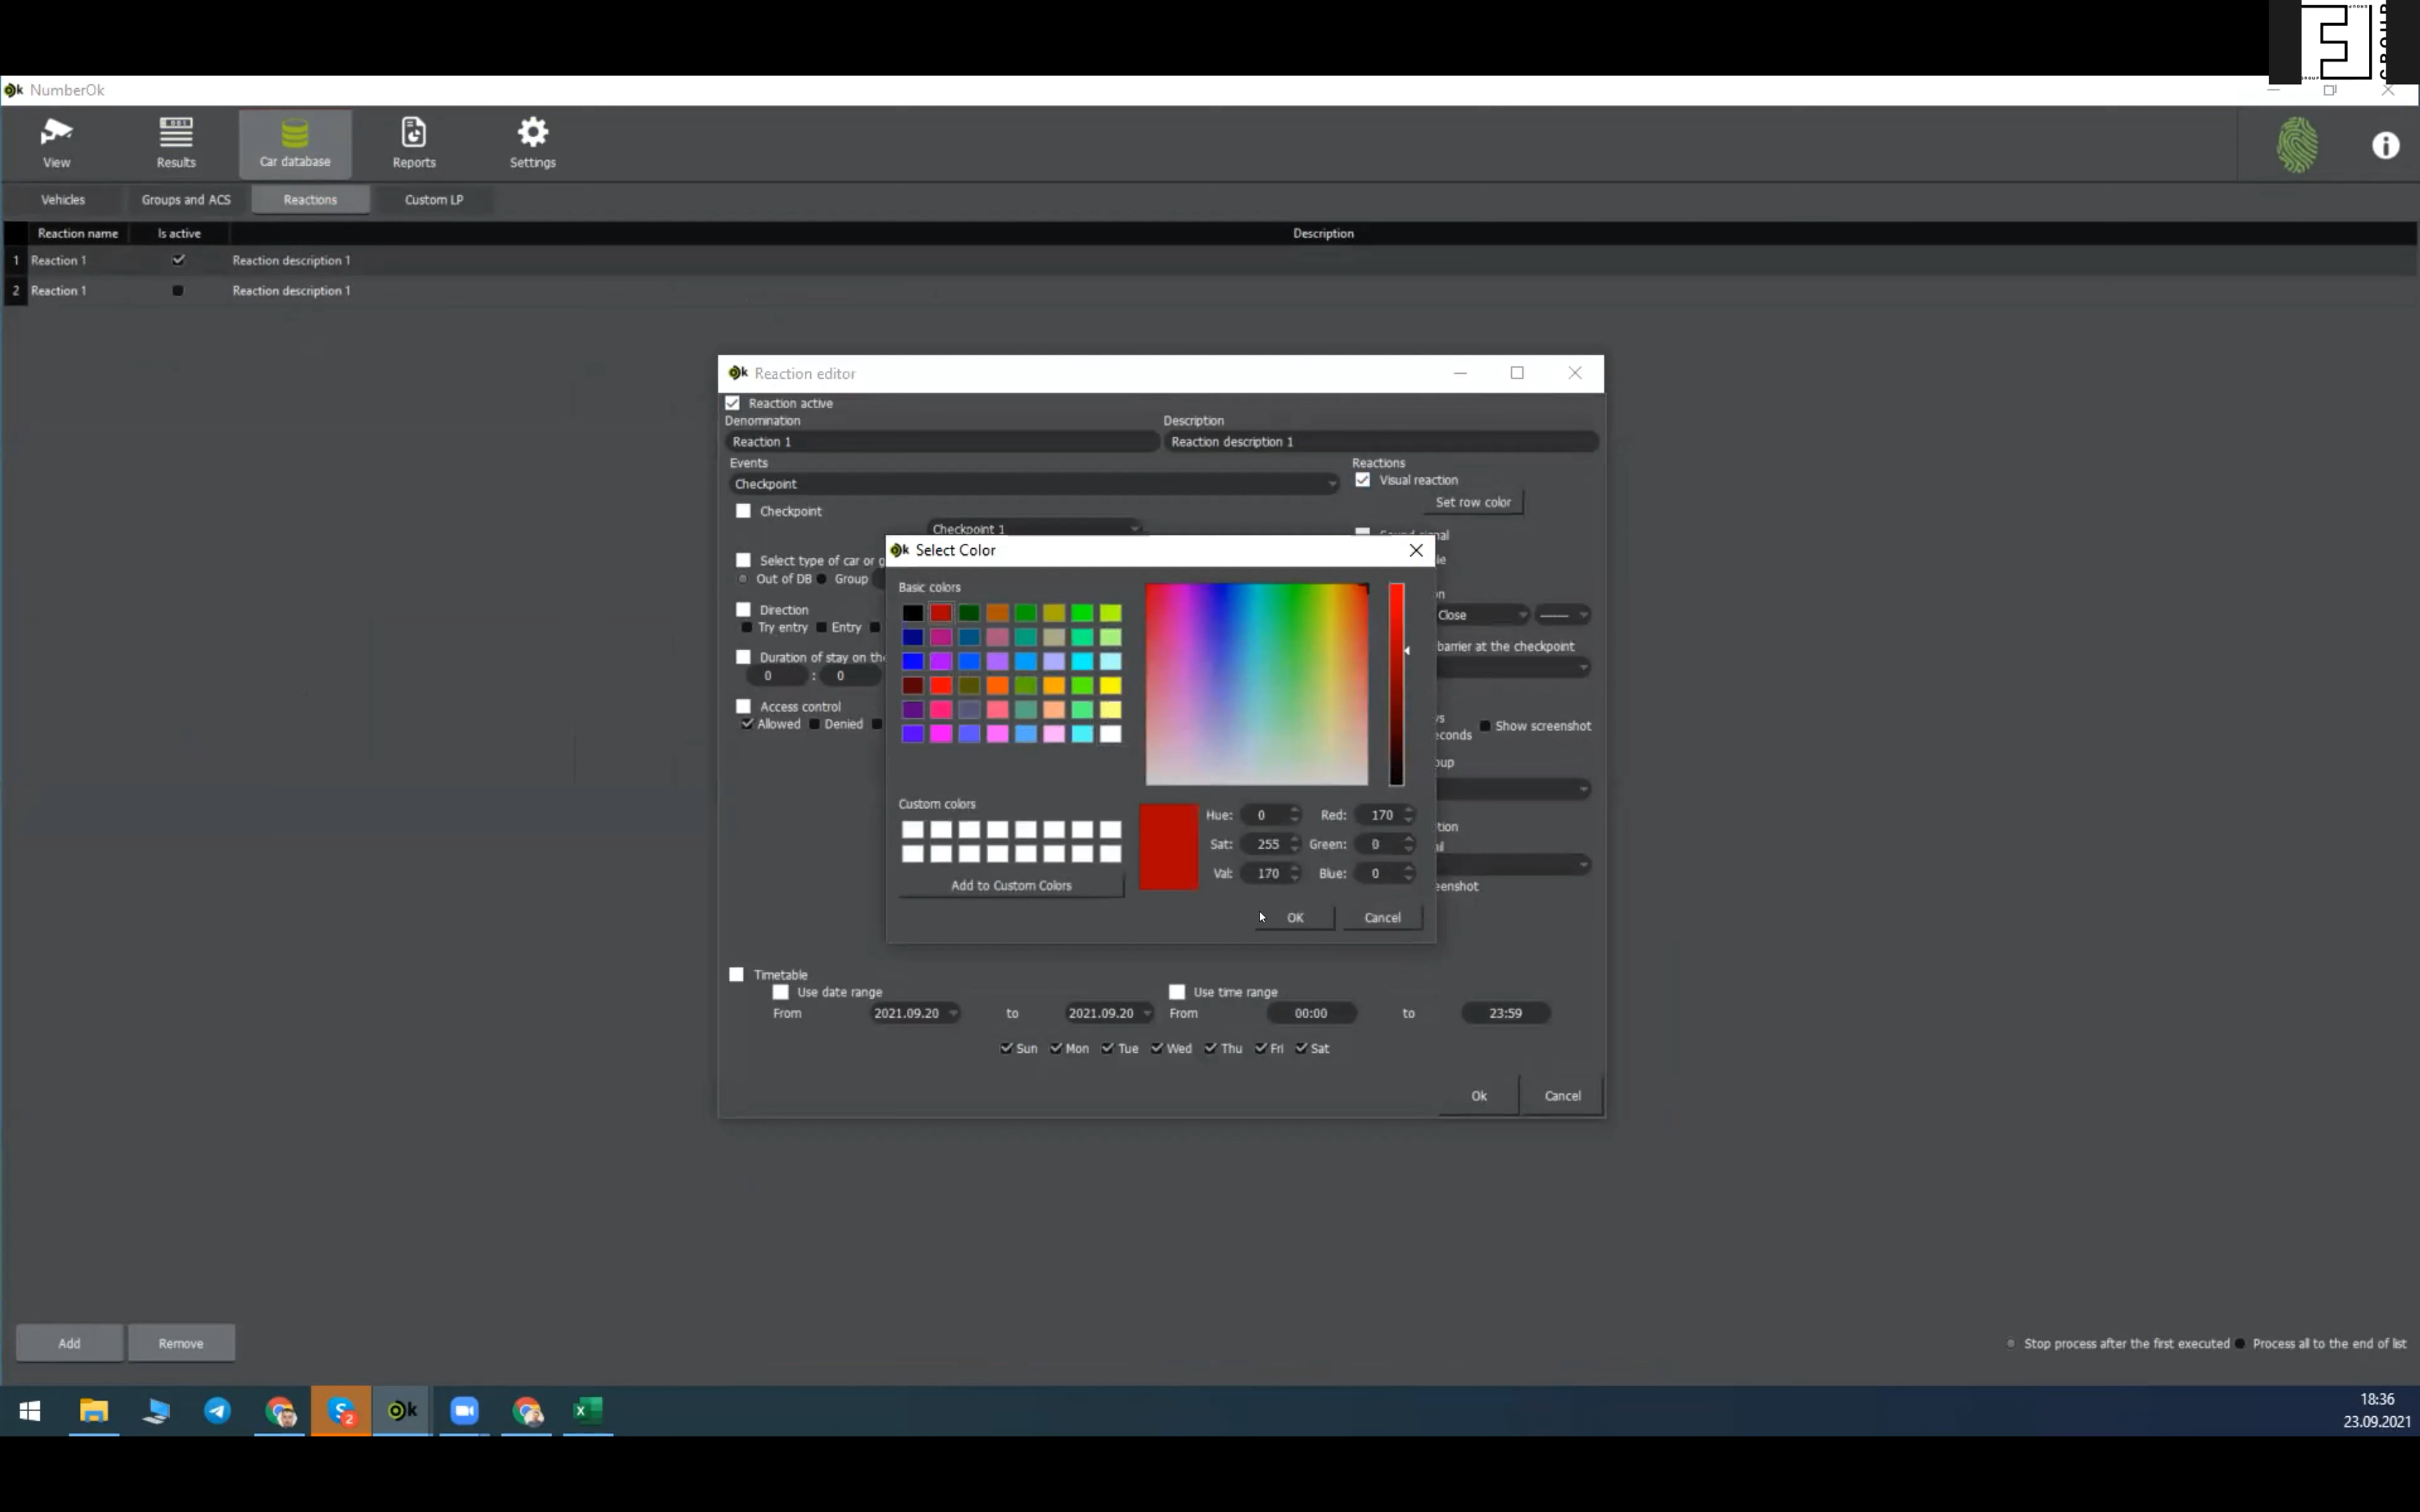 GROUP
NumberOk
View
Results
Car database
Reports
Settings
Vehicles
Groups and ACS
Reactions
Custom LP
Reaction name
Is active
Description
1 Reaction 1 Reaction description 1
2 Reaction 1 Reaction description 1
Reaction editor
Reaction active
Denomination
Description
Reaction 1
Reaction description 1
Events
Reactions
Checkpoint
Visual reaction
Set row color
Checkpoint
Checkpoint 1
Select Color
Select type of car or g
Out of DB
Group
Direction
Try entry
Entry
Duration of stay on the
0 : 0
Access control
Allowed
Denied
Basic colors
Custom colors
Add to Custom Colors
Hue: 0 Red: 170
Sat: 255 Green: 0
Val: 170 Blue: 0
OK
Cancel
Close
barrier at the checkpoint
Show screenshot
econds
oup
tion
eenshot
Timetable
Use date range
Use time range
From 2021.09.20 to 2021.09.20
From 00:00 to 23:59
Sun Mon Tue Wed Thu Fri Sat
Ok
Cancel
Add
Remove
Stop process after the first executed
Process all to the end of list
18:36
23.09.2021